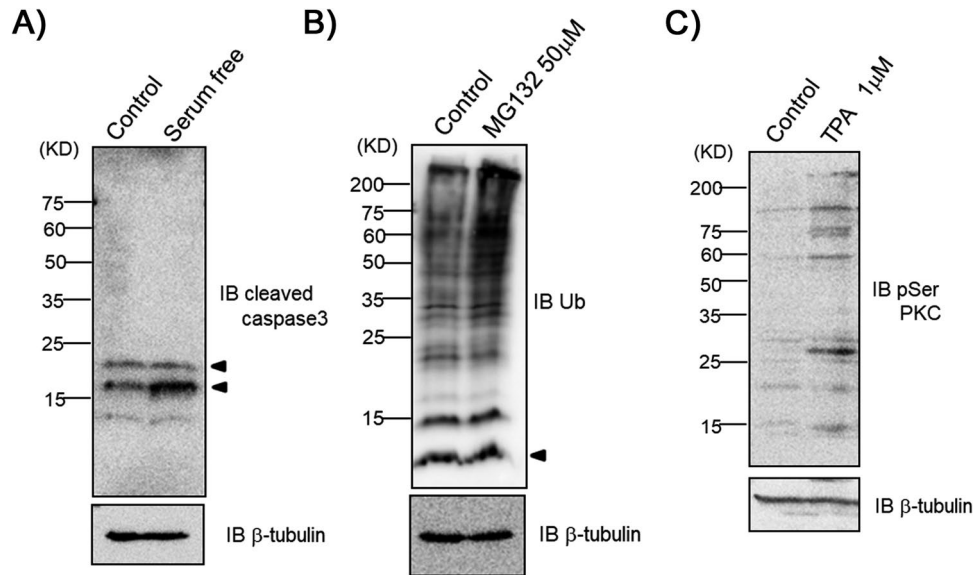 A)
Control
Serum free
(KD)
75
60
50
35
25
15
IB cleaved
caspase3
IB β-tubulin
B)
Control
MG132 50μM
(KD)
200
75
60
50
35
25
15
IB Ub
IB β-tubulin
C)
Control
TPA 1μM
(KD)
200
75
60
50
35
25
15
IB pSer
PKC
IB β-tubulin